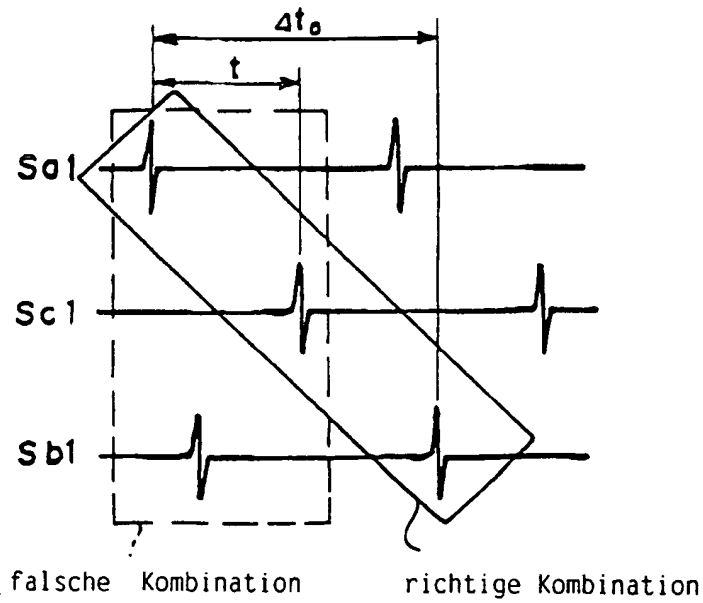 Δt₀
t
Sa1
Sc1
Sb1
falsche Kombination
richtige Kombination